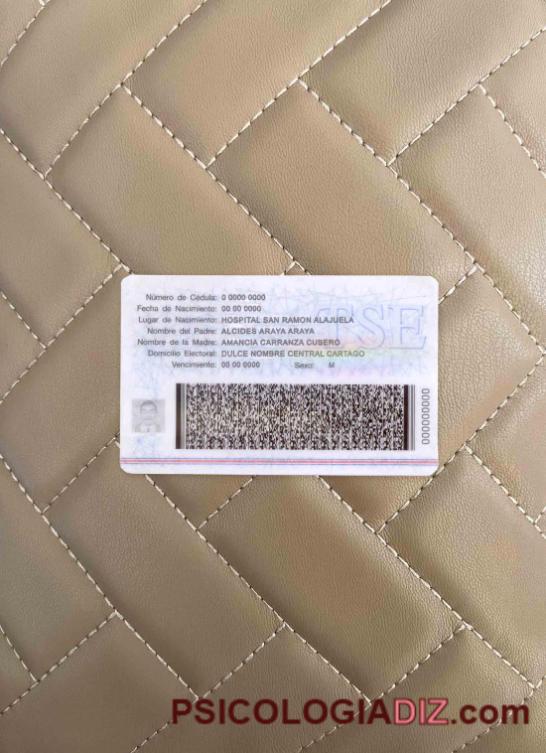 Número de Cédula: 0 0000 0000
Fecha de Nacimiento: 00 00 0000
Lugar de Nacimiento: HOSPITAL SAN RAMON ALAJUELA
Nombre del Padre: ALCIDES ARAYA ARAYA
Nombre de la Madre: AMANCIA CARRANZA CUBERO
Domicilio Electoral: DULCE NOMBRE CENTRAL CARTAGO
Vencimiento: 00 00 0000 Sexo: M
TSE
000000000
PSICOLOGIADIZ.com